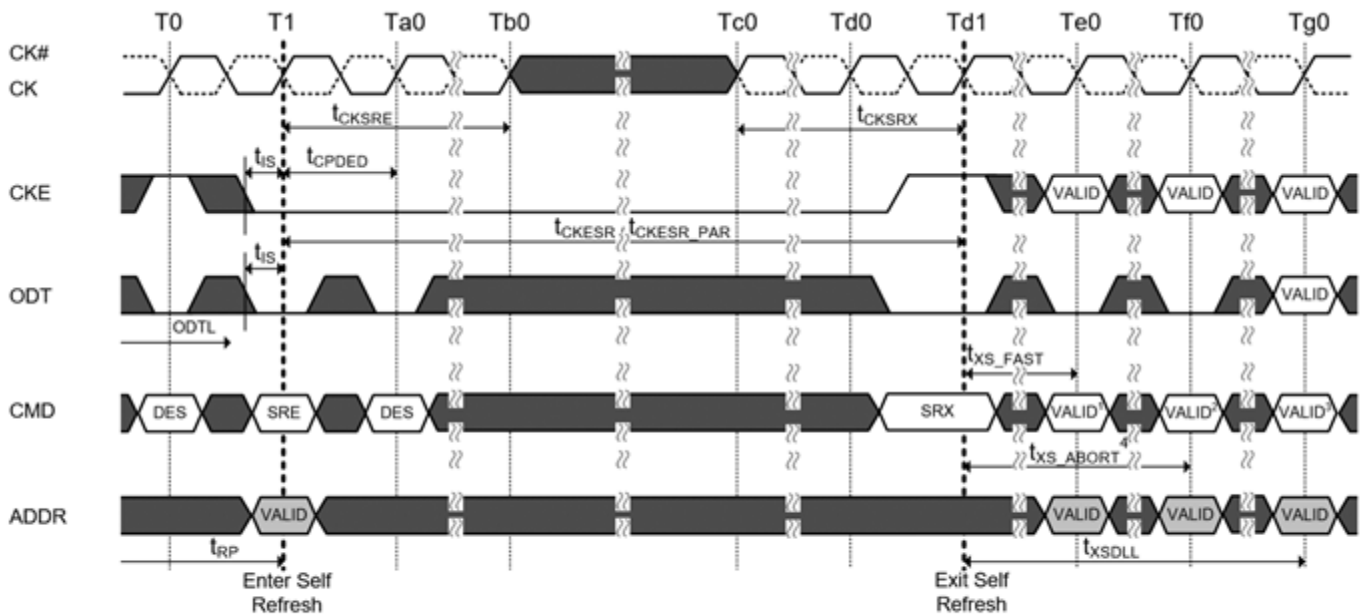 T0 T1 Ta0 Tb0 Tc0 Td0 Td1 Te0 Tf0 Tg0
CK#
CK
tCKSRE tCKSRX
tIS tCPDED
CKE VALID VALID VALID
tCKESR / tCKESR_PAR
tIS
ODT VALID
ODTL
tXS_FAST
CMD DES SRE DES SRX VALID1 VALID2 VALID3
tXS_ABORT4
ADDR VALID VALID VALID VALID
tRP tXSDLL
Enter Self Exit Self
Refresh Refresh